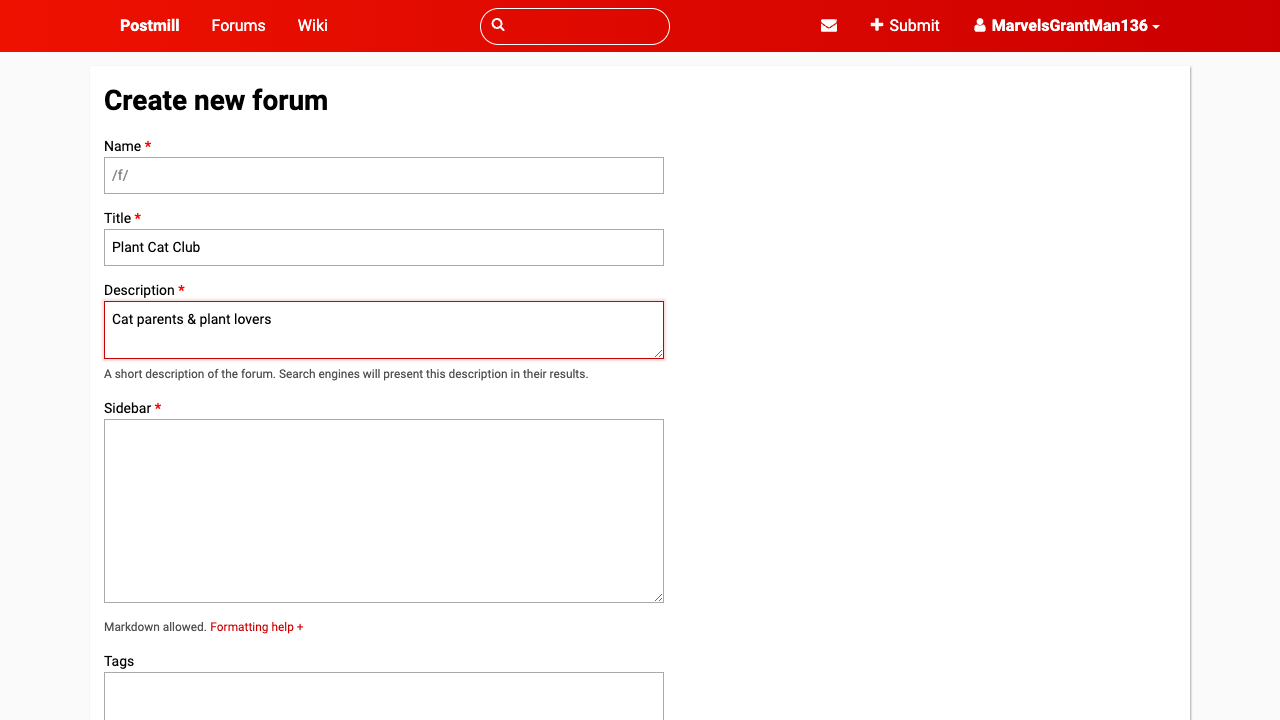 Postmill Forums Wiki Submit MarvelsGrantMan136
Create new forum
Name *
/f/
Title *
Plant Cat Club
Description *
Cat parents & plant lovers
A short description of the forum. Search engines will present this description in their results.
Sidebar *
Markdown allowed. Formatting help +
Tags